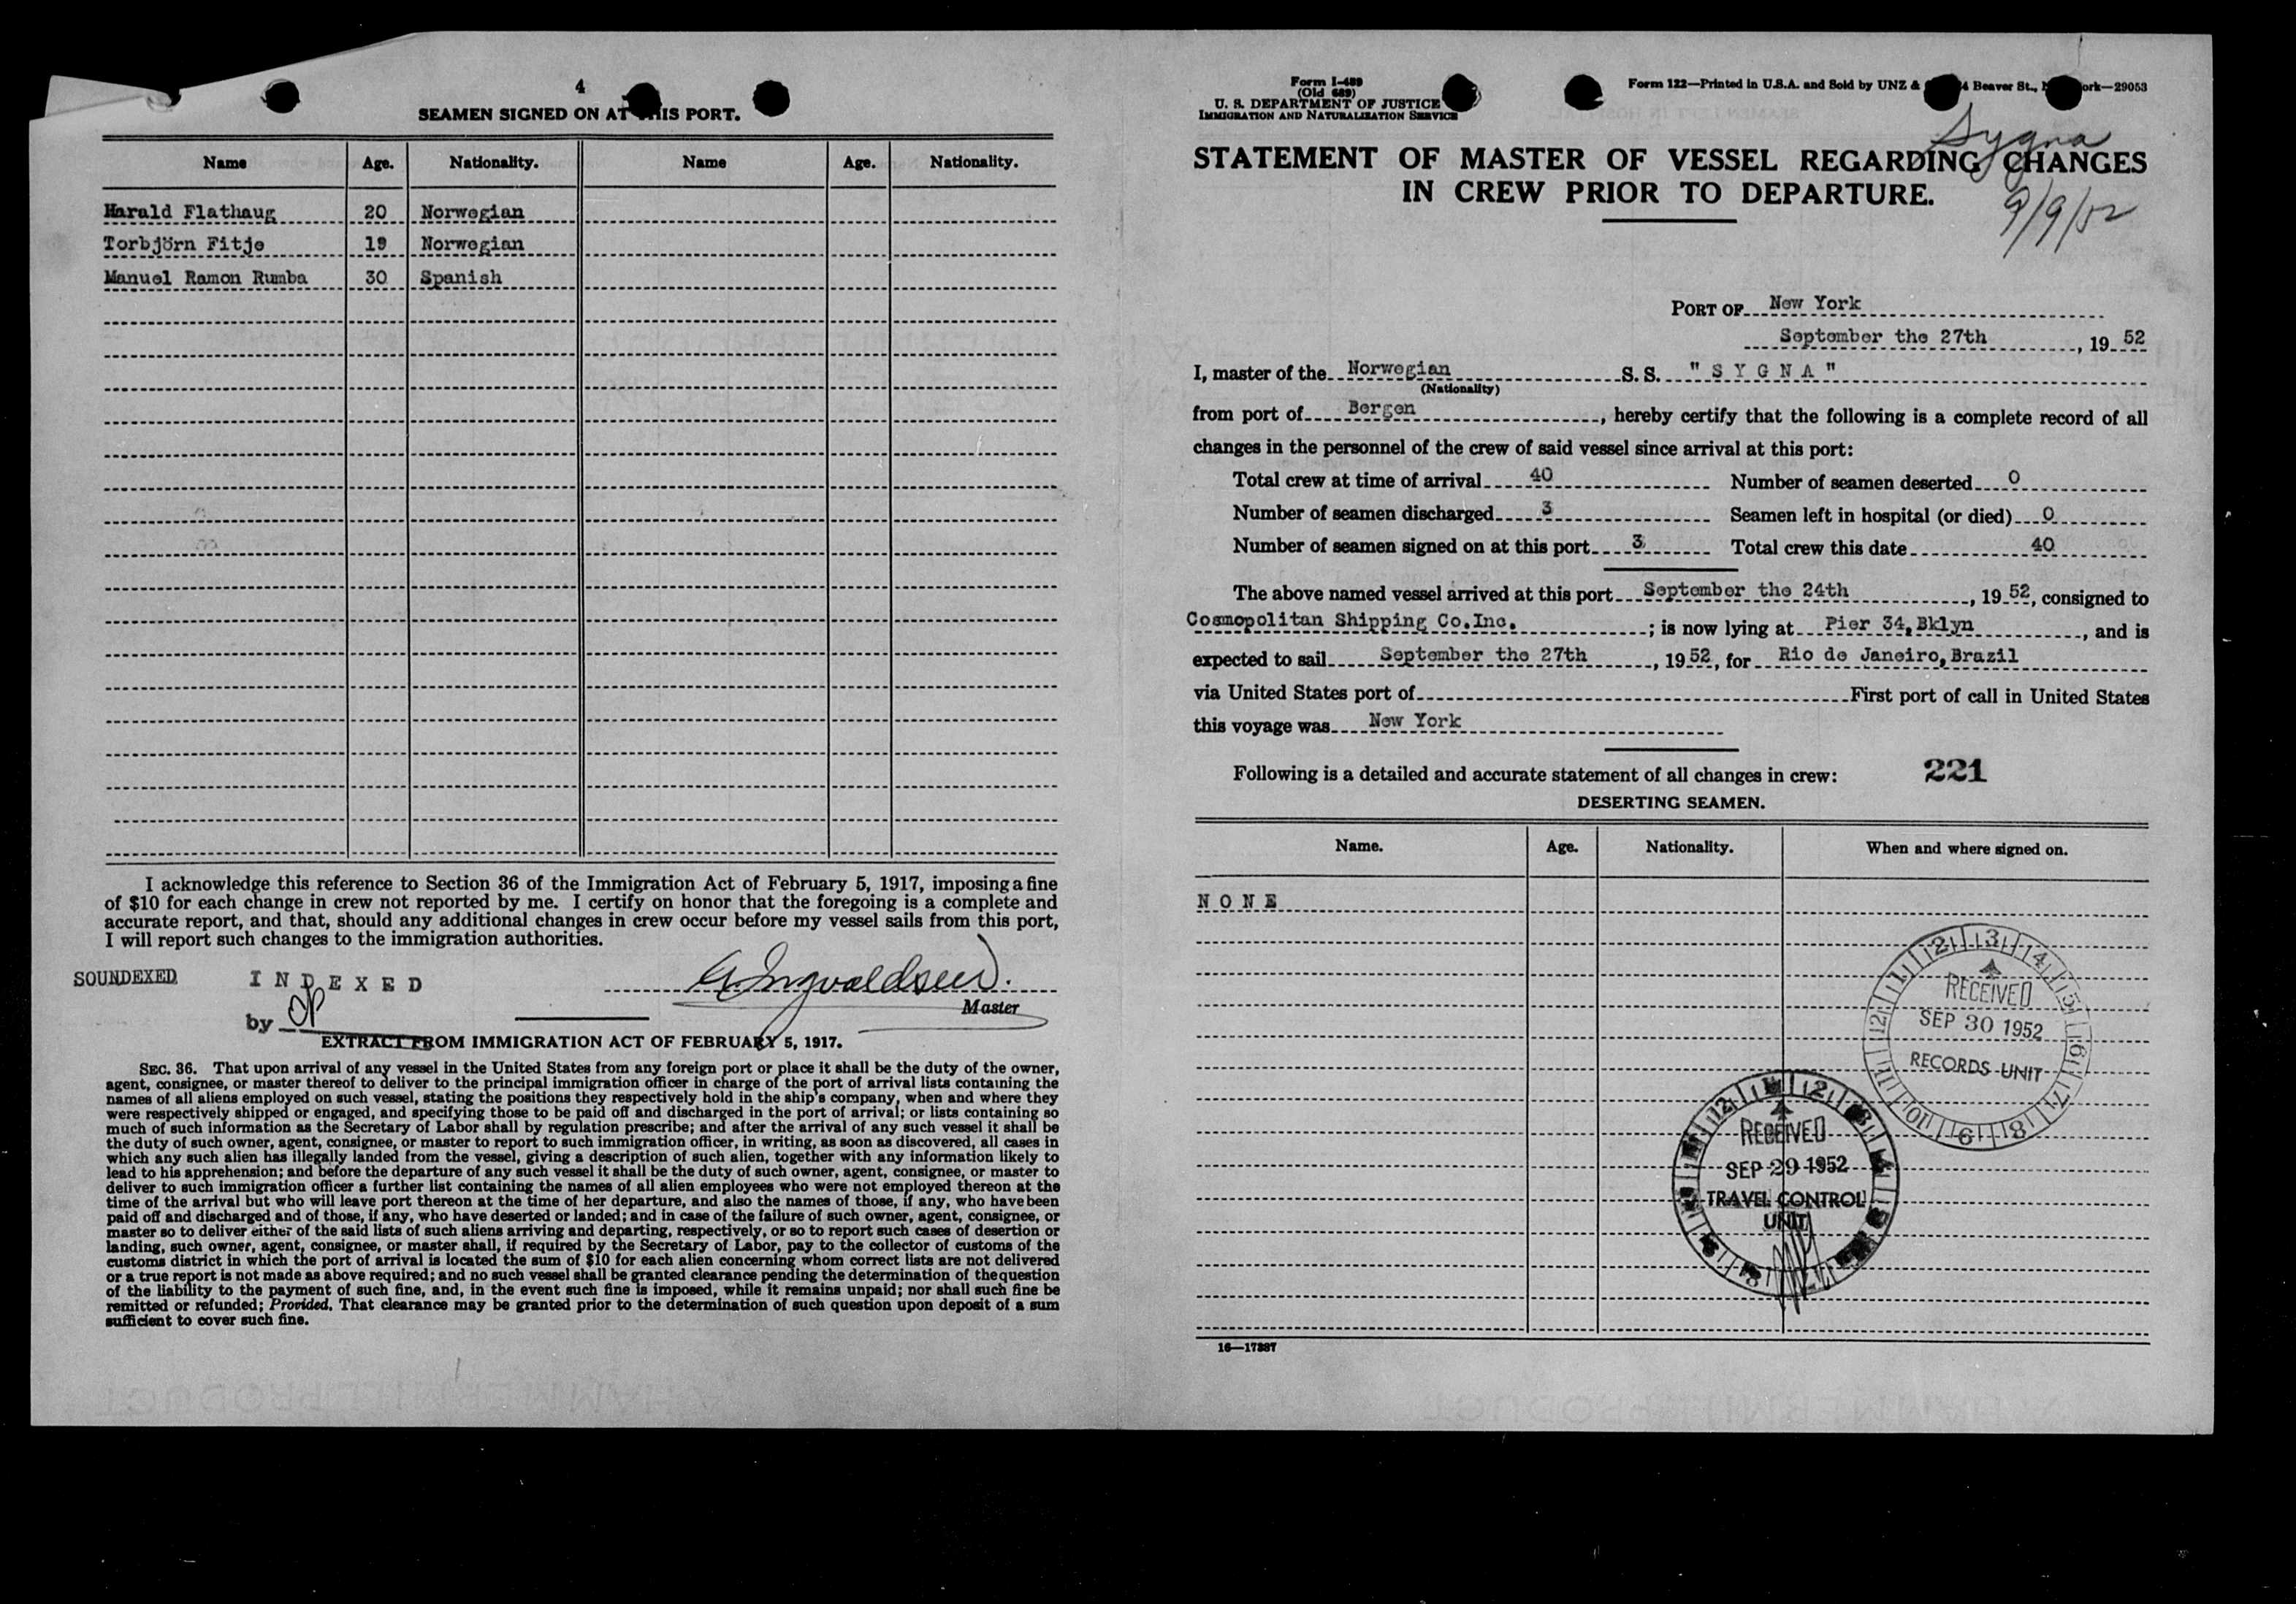 4
SEAMEN SIGNED ON AT THIS PORT.
Name Age. Nationality. Name Age. Nationality.
Harald Flathaug 20 Norwegian
Torbjörn Fitje 19 Norwegian
Manuel Ramon Rumba 30 Spanish
I acknowledge this reference to Section 36 of the Immigration Act of February 5, 1917, imposing a fine
of $10 for each change in crew not reported by me. I certify on honor that the foregoing is a complete and
accurate report, and that, should any additional changes in crew occur before my vessel sails from this port,
I will report such changes to the immigration authorities.
SOUNDEXED INDEXED
Ingvaldsen.
Master
by
EXTRACT FROM IMMIGRATION ACT OF FEBRUARY 5, 1917.
SEC. 36. That upon arrival of any vessel in the United States from any foreign port or place it shall be the duty of the owner,
agent, consignee, or master thereof to deliver to the principal immigration officer in charge of the port of arrival lists containing the
names of all aliens employed on such vessel, stating the positions they respectively hold in the ship's company, when and where they
were respectively shipped or engaged, and specifying those to be paid off and discharged in the port of arrival; or lists containing so
much of such information as the Secretary of Labor shall by regulation prescribe; and after the arrival of any such vessel it shall be
the duty of such owner, agent, consignee, or master to report to such immigration officer, in writing, as soon as discovered, all cases in
which any such alien has illegally landed from the vessel, giving a description of such alien, together with any information likely to
lead to his apprehension; and before the departure of any such vessel it shall be the duty of such owner, agent, consignee, or master to
deliver to such immigration officer a further list containing the names of all alien employees who were not employed thereon at the
time of the arrival but who will leave port thereon at the time of her departure, and also the names of those, if any, who have been
paid off and discharged and of those, if any, who have deserted or landed; and in case of the failure of such owner, agent, consignee, or
master so to deliver either of the said lists of such aliens arriving and departing, respectively, or so to report such cases of desertion or
landing, such owner, agent, consignee, or master shall, if required by the Secretary of Labor, pay to the collector of customs of the
customs district in which the port of arrival is located the sum of $10 for each alien concerning whom correct lists are not delivered
or a true report is not made as above required; and no such vessel shall be granted clearance pending the determination of the question
of the liability to the payment of such fine, and, in the event such fine is imposed, while it remains unpaid; nor shall such fine be
remitted or refunded; Provided, That clearance may be granted prior to the determination of such question upon deposit of a sum
sufficient to cover such fine.
Form I-489
(Old 689)
U. S. DEPARTMENT OF JUSTICE
IMMIGRATION AND NATURALIZATION SERVICE
Form 122—Printed in U.S.A. and Sold by UNZ & Beaver St., 29053
Sygna
STATEMENT OF MASTER OF VESSEL REGARDING CHANGES
IN CREW PRIOR TO DEPARTURE.
9/9/52
PORT OF New York
September the 27th, 1952
I, master of the Norwegian S. S. "SYGNA"
(Nationality)
from port of Bergen, hereby certify that the following is a complete record of all
changes in the personnel of the crew of said vessel since arrival at this port:
Total crew at time of arrival 40 Number of seamen deserted 0
Number of seamen discharged 3 Seamen left in hospital (or died) 0
Number of seamen signed on at this port 3 Total crew this date 40
The above named vessel arrived at this port September the 24th, 1952, consigned to
Cosmopolitan Shipping Co.Inc.; is now lying at Pier 34, Bklyn, and is
expected to sail September the 27th, 1952, for Rio de Janeiro, Brazil
via United States port of First port of call in United States
this voyage was New York
Following is a detailed and accurate statement of all changes in crew: 221
DESERTING SEAMEN.
Name. Age. Nationality. When and where signed on.
NONE
RECEIVED
SEP 30 1952
RECORDS UNIT
RECEIVED
SEP 29 1952
TRAVEL CONTROL
UNIT
16—17387